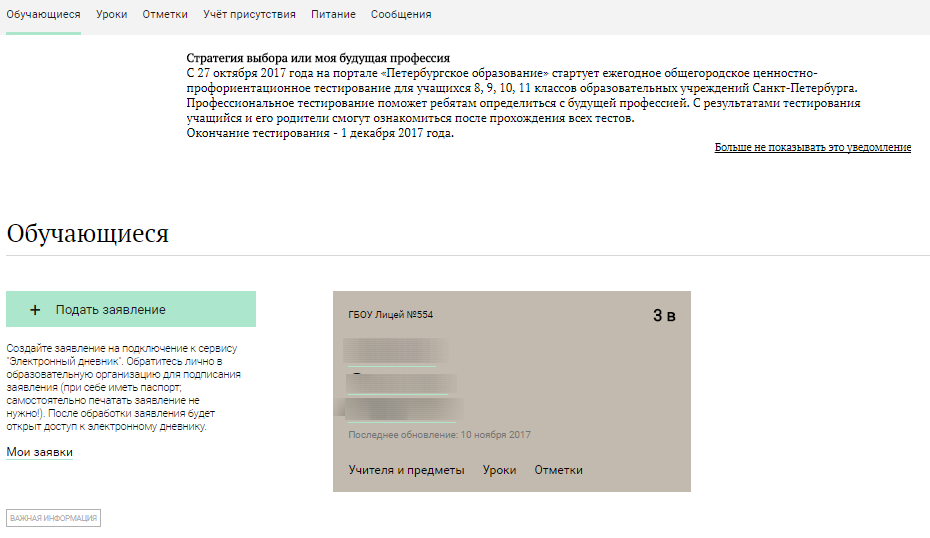 Обучающиеся Уроки Отметки Учёт присутствия Питание Сообщения
Стратегия выбора или моя будущая профессия
С 27 октября 2017 года на портале «Петербургское образование» стартует ежегодное общегородское ценностно-
профориентационное тестирование для учащихся 8, 9, 10, 11 классов образовательных учреждений Санкт-Петербурга.
Профессиональное тестирование поможет ребятам определиться с будущей профессией. С результатами тестирования
учащийся и его родители смогут ознакомиться после прохождения всех тестов.
Окончание тестирования - 1 декабря 2017 года.
Больше не показывать это уведомление
Обучающиеся
+ Подать заявление
Создайте заявление на подключение к сервису
"Электронный дневник". Обратитесь лично в
образовательную организацию для подписания
заявления (при себе иметь паспорт;
самостоятельно печатать заявление не
нужно!). После обработки заявления будет
открыт доступ к электронному дневнику.
Мои заявки
ВАЖНАЯ ИНФОРМАЦИЯ
ГБОУ Лицей №554
3 в
Последнее обновление: 10 ноября 2017
Учителя и предметы Уроки Отметки